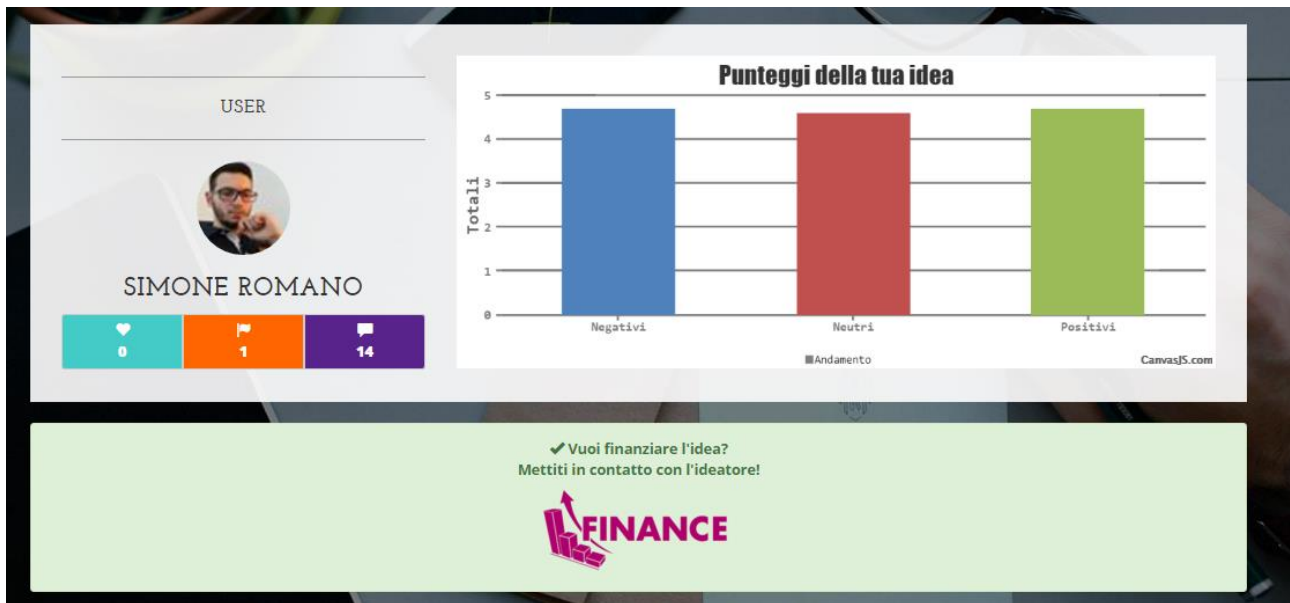 USER
SIMONE ROMANO
0
1
14
Punteggi della tua idea
Totali
5
4
3
2
1
0
Negativi
Neutri
Positivi
Andamento
CanvasJS.com
Vuoi finanziare l'idea?
Mettiti in contatto con l'ideatore!
FINANCE